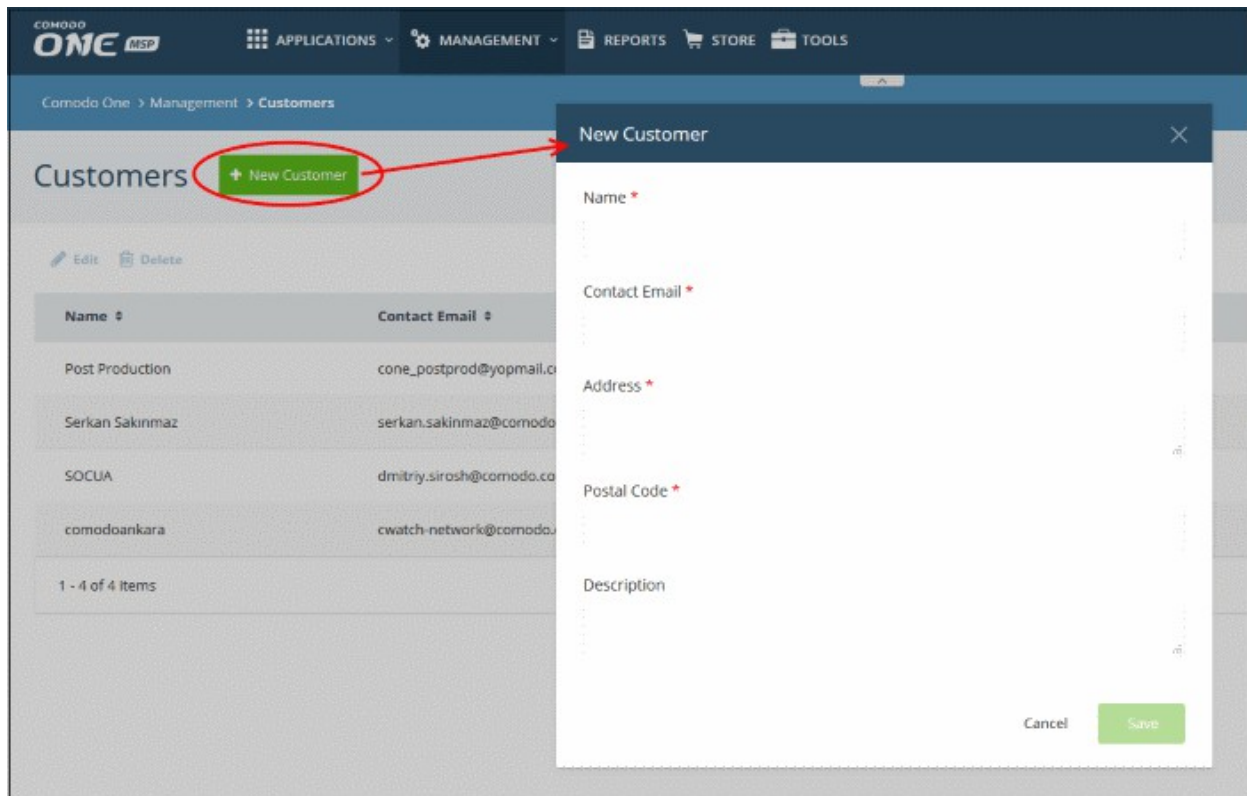 COMODO
ONE MSP
APPLICATIONS MANAGEMENT REPORTS STORE TOOLS
Comodo One > Management > Customers
Customers
+ New Customer
Edit Delete
Name Contact Email
Post Production cone_postprod@yopmail.c
Serkan Sakınmaz serkan.sakinmaz@comodo
SOCUA dmitriy.sirosh@comodo.co
comodoankara cwatch-network@comodo.
1 - 4 of 4 items
New Customer
Name *
Contact Email *
Address *
Postal Code *
Description
Cancel Save